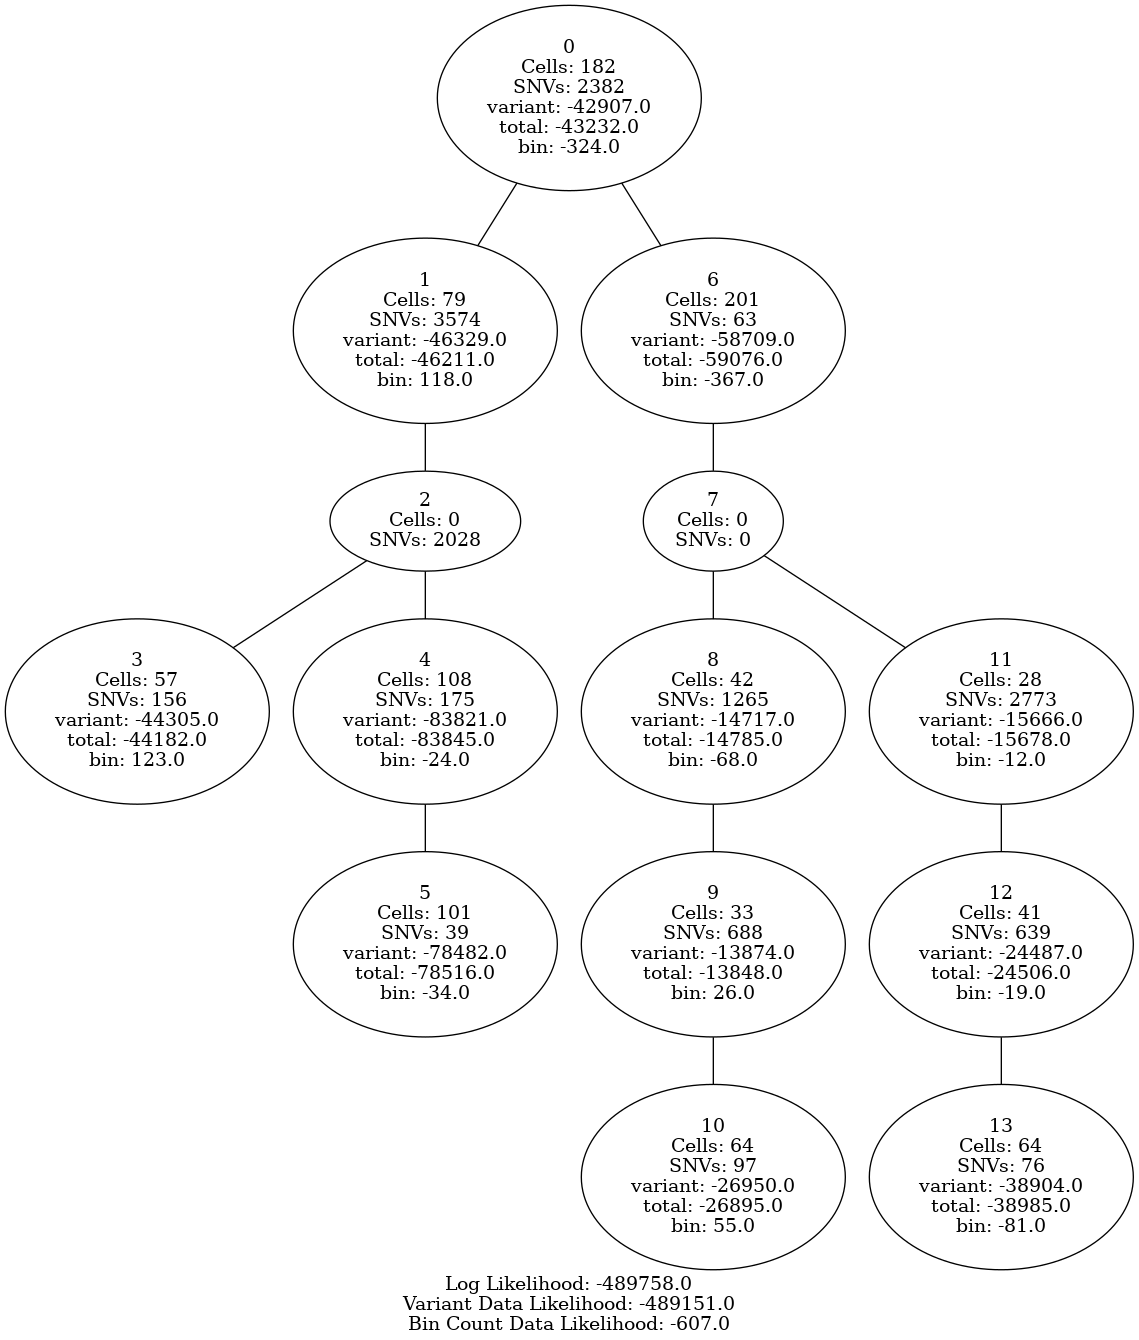 0
Cells: 182
SNVs: 2382
variant: -42907.0
total: -43232.0
bin: -324.0
1
Cells: 79
SNVs: 3574
variant: -46329.0
total: -46211.0
bin: 118.0
6
Cells: 201
SNVs: 63
variant: -58709.0
total: -59076.0
bin: -367.0
2
Cells: 0
SNVs: 2028
7
Cells: 0
SNVs: 0
3
Cells: 57
SNVs: 156
variant: -44305.0
total: -44182.0
bin: 123.0
4
Cells: 108
SNVs: 175
variant: -83821.0
total: -83845.0
bin: -24.0
8
Cells: 42
SNVs: 1265
variant: -14717.0
total: -14785.0
bin: -68.0
11
Cells: 28
SNVs: 2773
variant: -15666.0
total: -15678.0
bin: -12.0
5
Cells: 101
SNVs: 39
variant: -78482.0
total: -78516.0
bin: -34.0
9
Cells: 33
SNVs: 688
variant: -13874.0
total: -13848.0
bin: 26.0
12
Cells: 41
SNVs: 639
variant: -24487.0
total: -24506.0
bin: -19.0
10
Cells: 64
SNVs: 97
variant: -26950.0
total: -26895.0
bin: 55.0
13
Cells: 64
SNVs: 76
variant: -38904.0
total: -38985.0
bin: -81.0
Log Likelihood: -489758.0
Variant Data Likelihood: -489151.0
Bin Count Data Likelihood: -607.0